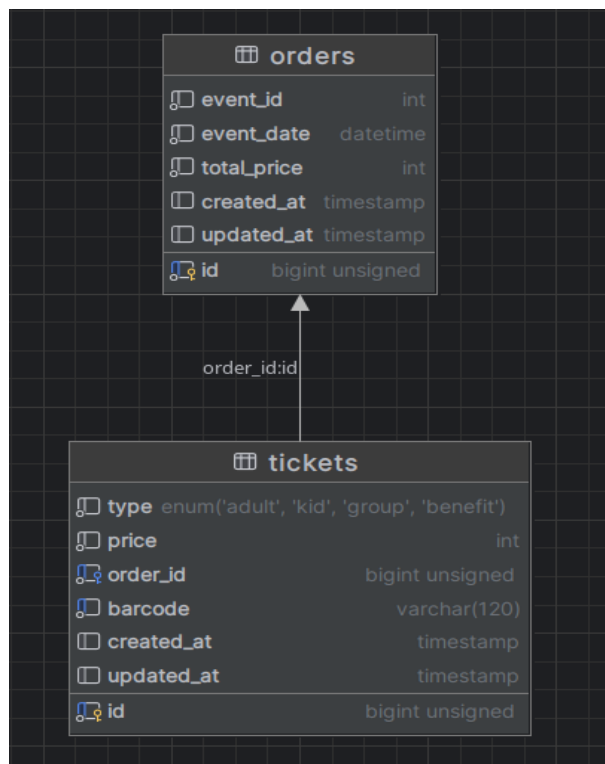 orders
event_id int
event_date datetime
total_price int
created_at timestamp
updated_at timestamp
id bigint unsigned
order_id:id
tickets
type enum('adult', 'kid', 'group', 'benefit')
price int
order_id bigint unsigned
barcode varchar(120)
created_at timestamp
updated_at timestamp
id bigint unsigned